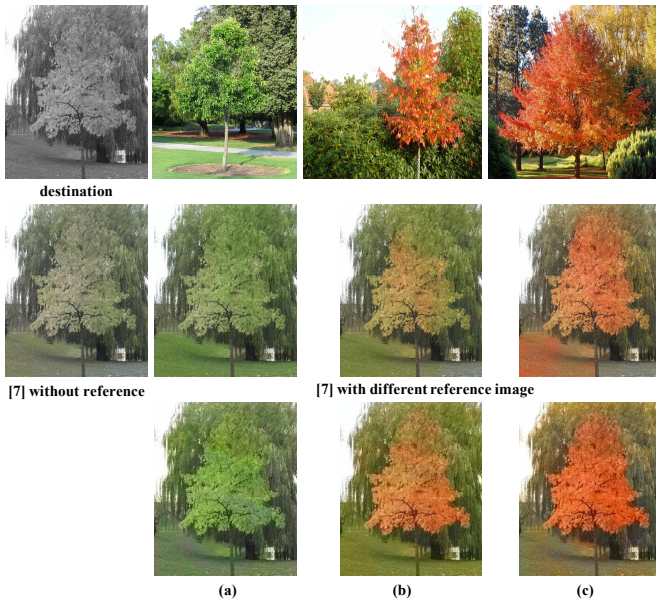 destination
[7] without reference
[7] with different reference image
(a)
(b)
(c)